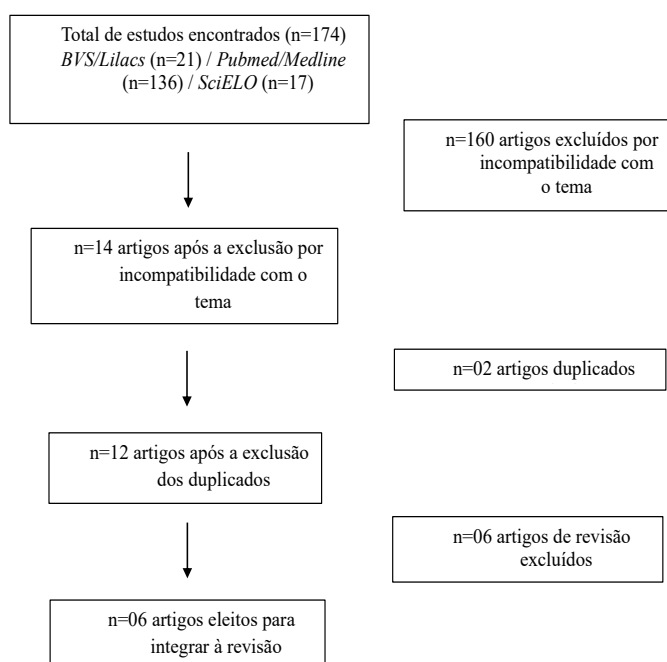 Total de estudos encontrados (n=174)
BVS/Lilacs (n=21) / Pubmed/Medline
(n=136) / SciELO (n=17)
n=160 artigos excluídos por
incompatibilidade com
o tema
n=14 artigos após a exclusão por
incompatibilidade com o
tema
n=02 artigos duplicados
n=12 artigos após a exclusão
dos duplicados
n=06 artigos de revisão
excluídos
n=06 artigos eleitos para
integrar à revisão